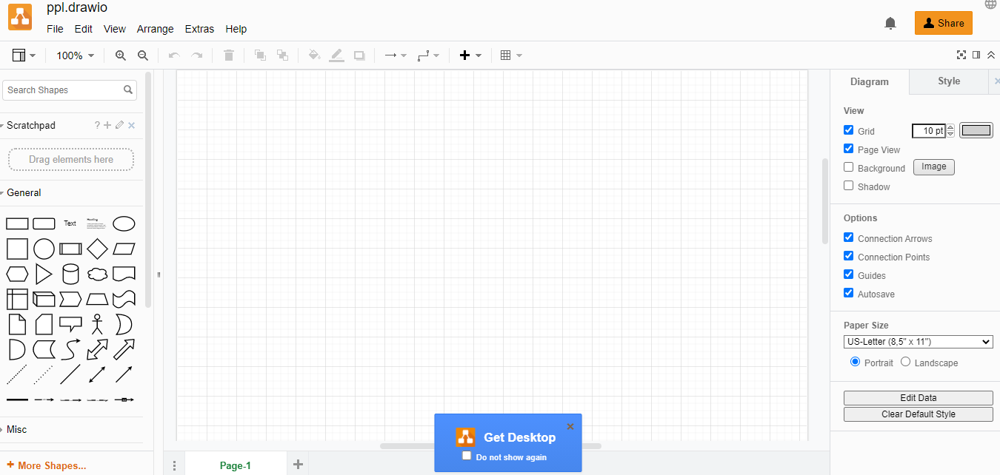 ppl.drawio
File Edit View Arrange Extras Help
Share
100%
Search Shapes
Scratchpad
?
Drag elements here
General
Text
Heading
Misc
+ More Shapes...
Page-1
Get Desktop
Do not show again
Diagram Style
View
Grid 10 pt
Page View
Background Image
Shadow
Options
Connection Arrows
Connection Points
Guides
Autosave
Paper Size
US-Letter (8,5" x 11")
Portrait Landscape
Edit Data
Clear Default Style